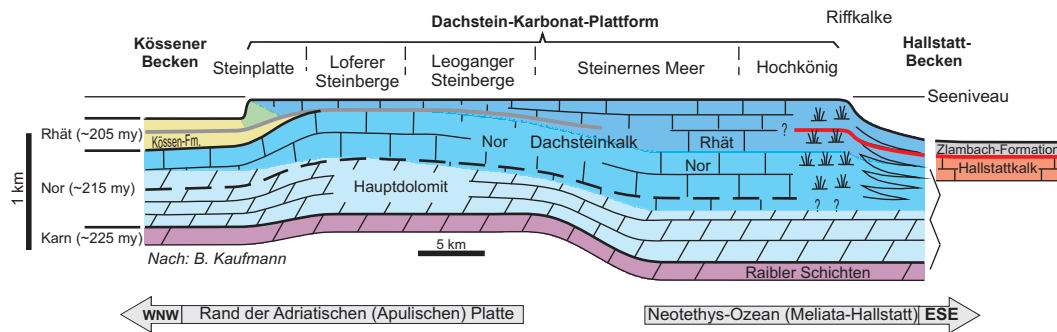 Dachstein-Karbonat-Plattform
Riffkalke
Kössener
Becken
Steinplatte
Loferer
Steinberge
Leoganger
Steinberge
Steinernes Meer
Hochkönig
Hallstatt-
Becken
Seeniveau
Rhät (~205 my)
Kössen-Fm.
Nor
Dachsteinkalk
Rhät
?
Zlambach-Formation
Hallstattkalk
Nor
1 km
Nor (~215 my)
Hauptdolomit
? ?
Karn (~225 my)
5 km
Nach: B. Kaufmann
Raibler Schichten
WNW Rand der Adriatischen (Apulischen) Platte
Neotethys-Ozean (Meliata-Hallstatt) ESE